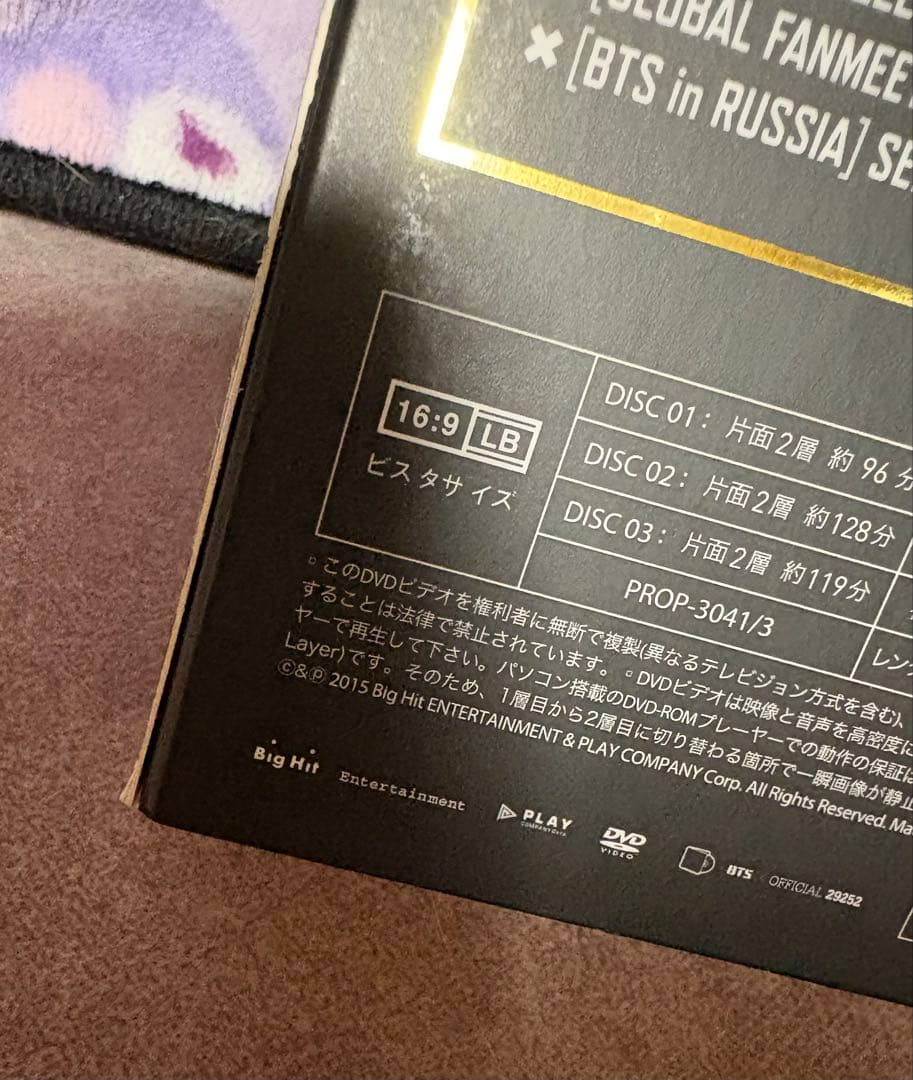 [GLOBAL FANMEE
× [BTS in RUSSIA] SE
16:9 LB
ビスタサイズ
DISC 01： 片面2層 約 96 分
DISC 02： 片面2層 約128分
DISC 03： 片面2層 約119分
PROP-3041/3
レン
▫このDVDビデオを権利者に無断で複製(異なるテレビジョン方式を含む)、
することは法律で禁止されています。 ▫DVDビデオは映像と音声を高密度に
ヤーで再生して下さい。パソコン搭載のDVD-ROMプレーヤーでの動作の保証は
Layer)です。そのため、1層目から2層目に切り替わる箇所で一瞬画像が静止
©&℗ 2015 Big Hit ENTERTAINMENT & PLAY COMPANY Corp. All Rights Reserved. Ma
Big Hit Entertainment
PLAY
DVD
VIDEO
BTS OFFICIAL 29252